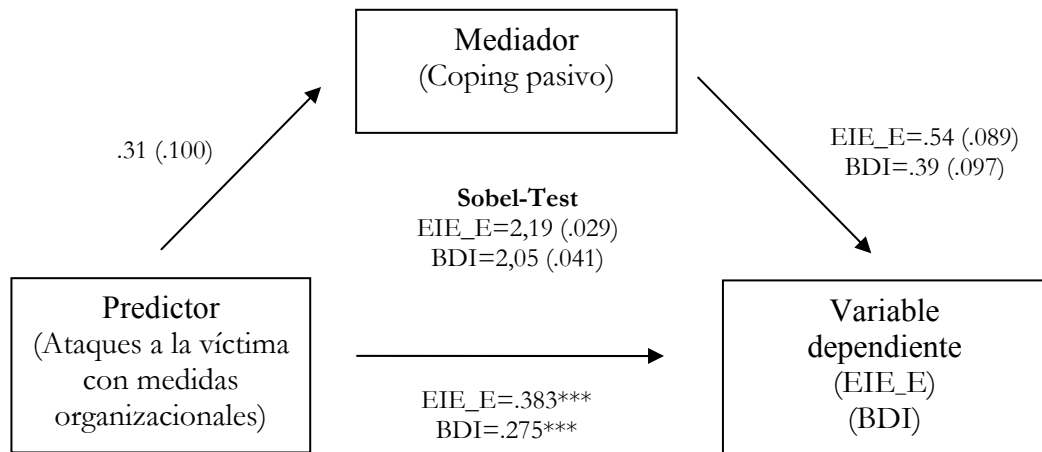 Mediador
(Coping pasivo)
.31 (.100)
EIE_E=.54 (.089)
BDI=.39 (.097)
Sobel-Test
EIE_E=2,19 (.029)
BDI=2,05 (.041)
Predictor
(Ataques a la víctima
con medidas
organizacionales)
EIE_E=.383***
BDI=.275***
Variable
dependiente
(EIE_E)
(BDI)